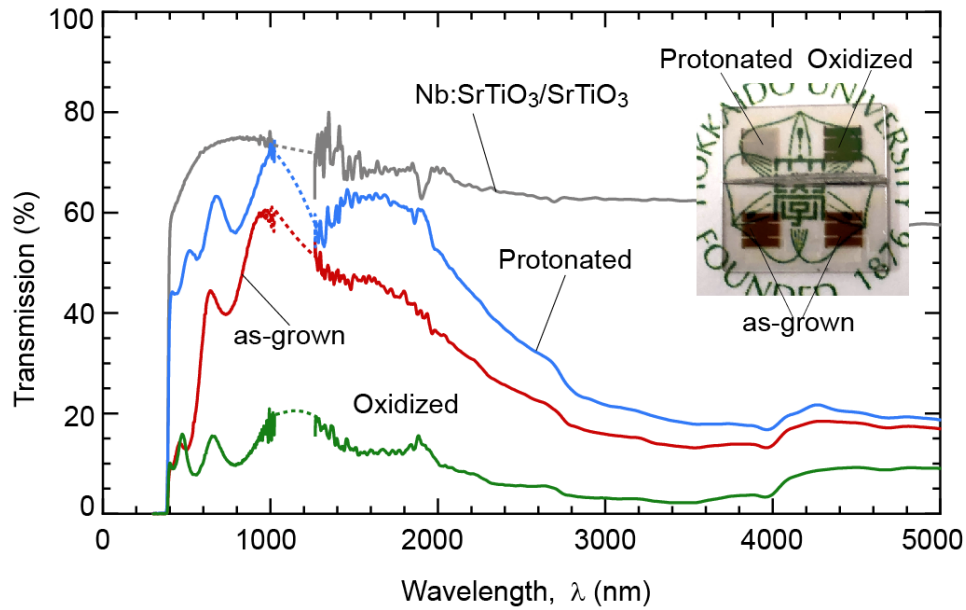 100
80
60
40
20
0
Transmission (%)
0
1000
2000
3000
4000
5000
Wavelength, λ (nm)
Nb:SrTiO₃/SrTiO₃
Protonated
as-grown
Oxidized
Protonated
Oxidized
HOKKAIDO UNIVERSITY
FOUNDED 1876
as-grown